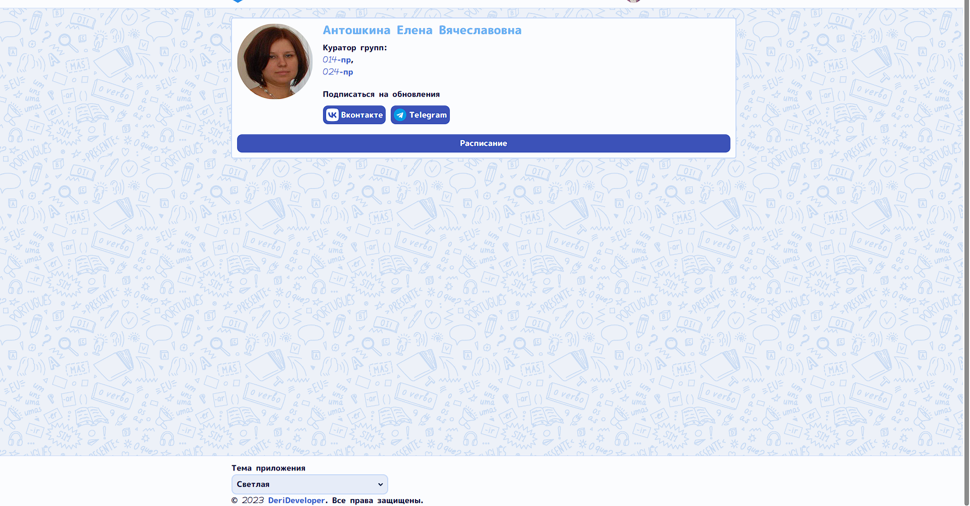 Антошкина Елена Вячеславовна
Куратор групп:
014-пр,
024-пр
Подписаться на обновления
Вконтакте Telegram
Расписание
Тема приложения
Светлая
© 2023 DeriDeveloper. Все права защищены.